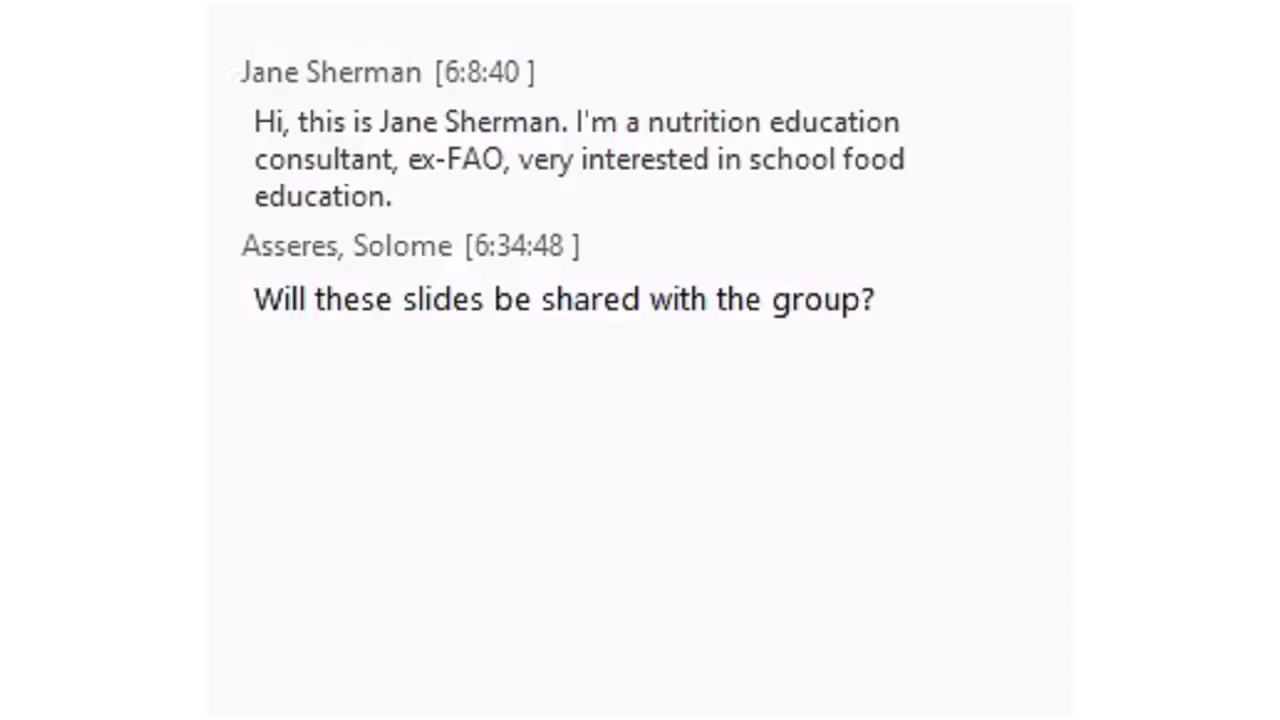 Jane Sherman [6:8:40 ]
Hi, this is Jane Sherman. I'm a nutrition education
consultant, ex-FAO, very interested in school food
education.
Asseres, Solome [6:34:48 ]
Will these slides be shared with the group?